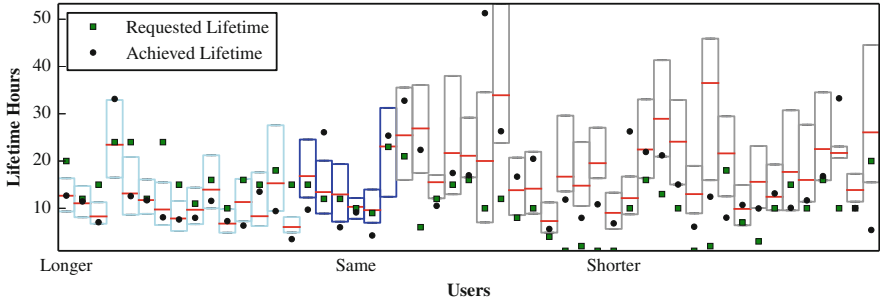 50
40
30
20
10
Lifetime Hours
Requested Lifetime
Achieved Lifetime
Longer
Same
Shorter
Users